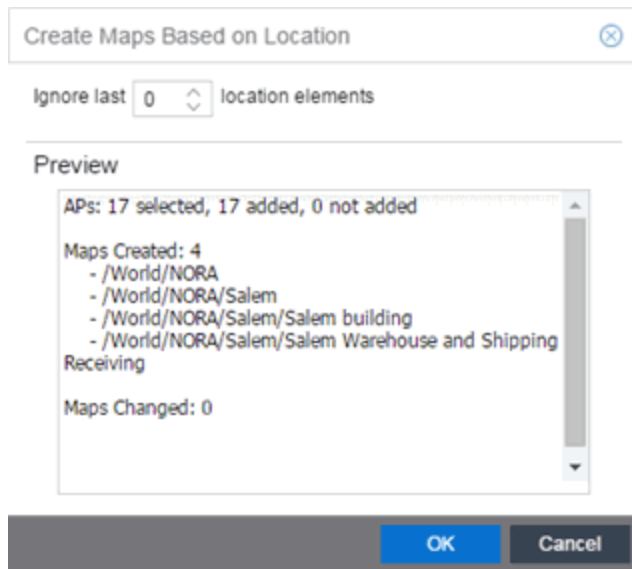 Create Maps Based on Location
Ignore last 0 location elements
Preview
APs: 17 selected, 17 added, 0 not added
Maps Created: 4
- /World/NORA
- /World/NORA/Salem
- /World/NORA/Salem/Salem building
- /World/NORA/Salem/Salem Warehouse and Shipping
Receiving
Maps Changed: 0
OK Cancel